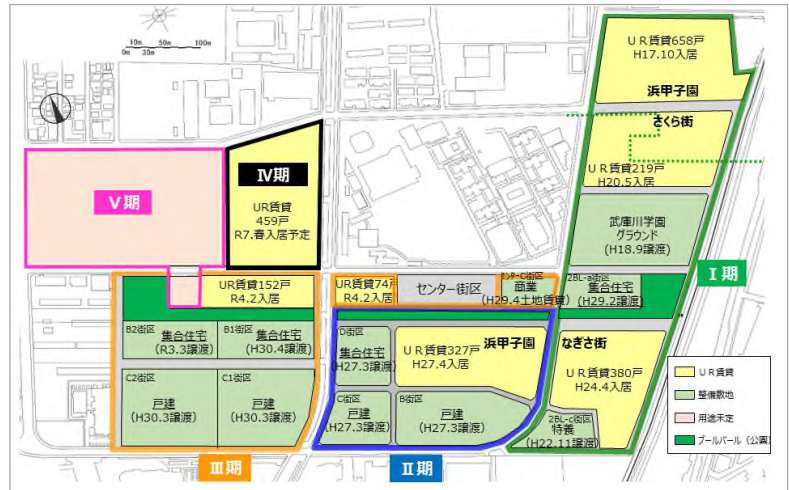 10m 50m 100m
0m 30m
UR賃貸658戸
H17.10入居
浜甲子園
さくら街
UR賃貸219戸
H20.5入居
武庫川学園
グラウンド
(H18.9譲渡)
Ⅰ期
2BL-a街区
集合住宅
(H29.2譲渡)
なぎさ街
UR賃貸380戸
H24.4入居
2BL-c街区
特養
(H22.11譲渡)
Ⅴ期
Ⅳ期
UR賃貸
459戸
R7.春入居予定
UR賃貸152戸
R4.2入居
B2街区
集合住宅
(R3.3譲渡)
B1街区
集合住宅
(H30.4譲渡)
C2街区
戸建
(H30.3譲渡)
C1街区
戸建
(H30.3譲渡)
Ⅲ期
UR賃貸74戸
R4.2入居
センター街区
センターC街区
商業
(H29.4土地賃貸)
D街区
集合住宅
(H27.3譲渡)
UR賃貸327戸
H27.4入居
浜甲子園
C街区
戸建
(H27.3譲渡)
B街区
戸建
(H27.3譲渡)
Ⅱ期
UR賃貸
整備敷地
用途未定
ブールバール（公園）
1